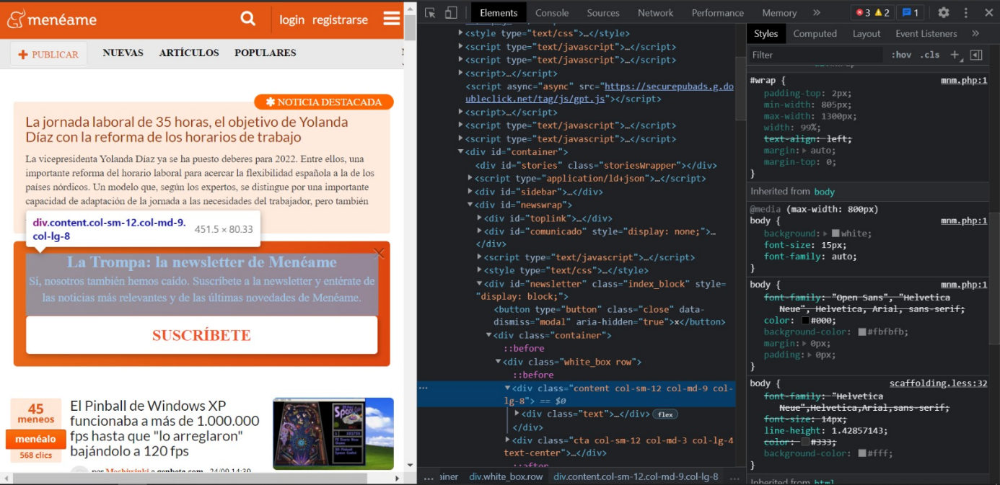 menéame
login registrarse
PUBLICAR NUEVAS ARTÍCULOS POPULARES
NOTICIA DESTACADA
La jornada laboral de 35 horas, el objetivo de Yolanda
Díaz con la reforma de los horarios de trabajo
La vicepresidenta Yolanda Díaz ya se ha puesto deberes para 2022. Entre ellos, una
importante reforma del horario laboral para acercar la flexibilidad española a la de los
países nórdicos. Un modelo que, según los expertos, se distingue por una importante
capacidad de adaptación de la jornada a las necesidades del trabajador, pero también
div.content.col-sm-12.col-md-9.
col-lg-8
451.5 × 80.33
La Trompa: la newsletter de Menéame
Sí, nosotros también hemos caído. Suscríbete a la newsletter y entérate de
las noticias más relevantes y de las últimas novedades de Menéame.
SUSCRÍBETE
45
meneos
menéalo
568 clics
El Pinball de Windows XP
funcionaba a más de 1.000.000
fps hasta que "lo arreglaron"
bajándolo a 120 fps
por Meshiwinki a genbeta.com 24/09 14:39
Elements Console Sources Network Performance Memory » 3 2 1
<style type="text/css">…</style>
<script type="text/javascript">…</script>
<script type="text/javascript">…</script>
<script>…</script>
<script async="async" src="https://securepubads.g.do
ubleclick.net/tag/js/gpt.js"></script>
<script>…</script>
<script type="text/javascript">…</script>
<script type="text/javascript">…</script>
<div id="container">
<div id="stories" class="storiesWrapper"></div>
<script type="application/ld+json">…</script>
<div id="sidebar">…</div>
<div id="newswrap">
<div id="toplink">…</div>
<div id="comunicado" style="display: none;">…
</div>
<script type="text/javascript">…</script>
<style type="text/css">…</style>
<div id="newsletter" class="index_block" style=
"display: block;">
<button type="button" class="close" data-
dismiss="modal" aria-hidden="true">×</button>
<div class="container">
::before
<div class="white_box row">
::before
<div class="content col-sm-12 col-md-9 col-
lg-8"> == $0
<div class="text">…</div> flex
</div>
<div class="cta col-sm-12 col-md-3 col-lg-4
text-center">…</div>
::after
… ainer div.white_box.row div.content.col-sm-12.col-md-9.col-lg-8 …
Styles Computed Layout Event Listeners »
Filter :hov .cls +
#wrap { mnm.php:1
padding-top: 2px;
min-width: 805px;
max-width: 1300px;
width: 99%;
text-align: left;
margin: auto;
margin-top: 0;
}
Inherited from body
@media (max-width: 800px)
body { mnm.php:1
background: white;
font-size: 15px;
font-family: auto;
}
body { mnm.php:1
font-family: "Open Sans", "Helvetica
Neue", Helvetica, Arial, sans-serif;
color: #000;
background-color: #fbfbfb;
margin: 0px;
padding: 0px;
}
body { scaffolding.less:32
font-family: "Helvetica
Neue",Helvetica,Arial,sans-serif;
font-size: 14px;
line-height: 1.42857143;
color: #333;
background-color: #fff;
}
Inherited from html